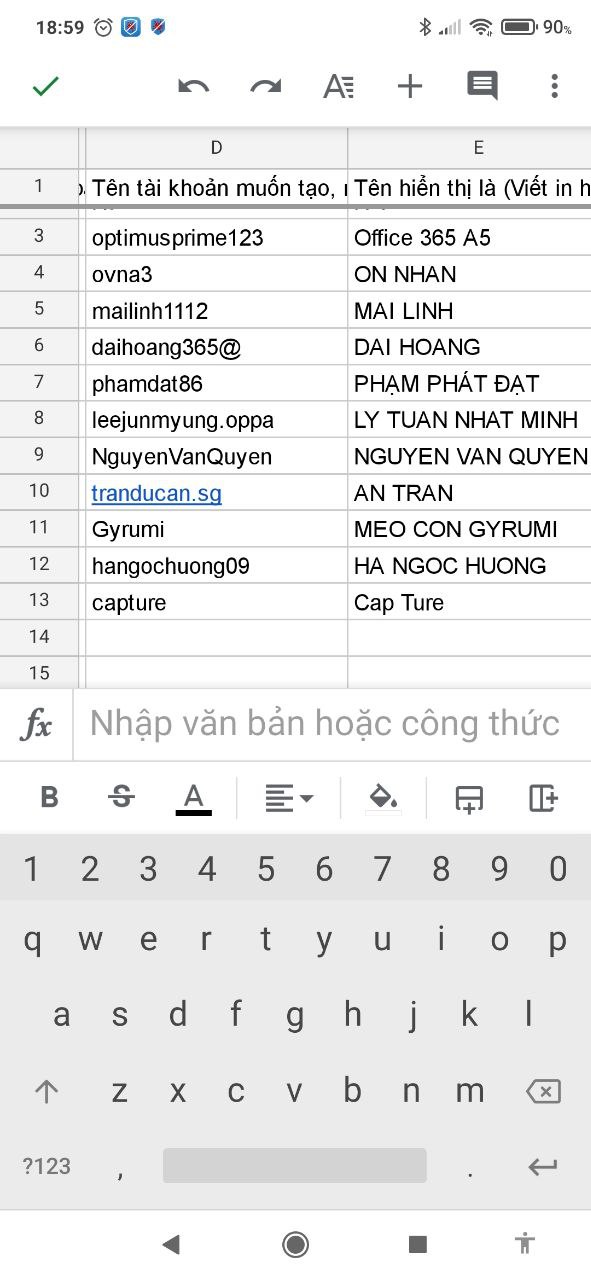 18:59 90%
D E
1 Tên tài khoản muốn tạo, Tên hiển thị là (Viết in h
3 optimusprime123 Office 365 A5
4 ovna3 ON NHAN
5 mailinh1112 MAI LINH
6 daihoang365@ DAI HOANG
7 phamdat86 PHẠM PHÁT ĐẠT
8 leejunmyung.oppa LY TUAN NHAT MINH
9 NguyenVanQuyen NGUYEN VAN QUYEN
10 tranducan.sg AN TRAN
11 Gyrumi MEO CON GYRUMI
12 hangochuong09 HA NGOC HUONG
13 capture Cap Ture
14
15
fx Nhập văn bản hoặc công thức
B S A
1 2 3 4 5 6 7 8 9 0
q w e r t y u i o p
a s d f g h j k l
z x c v b n m
?123 , .